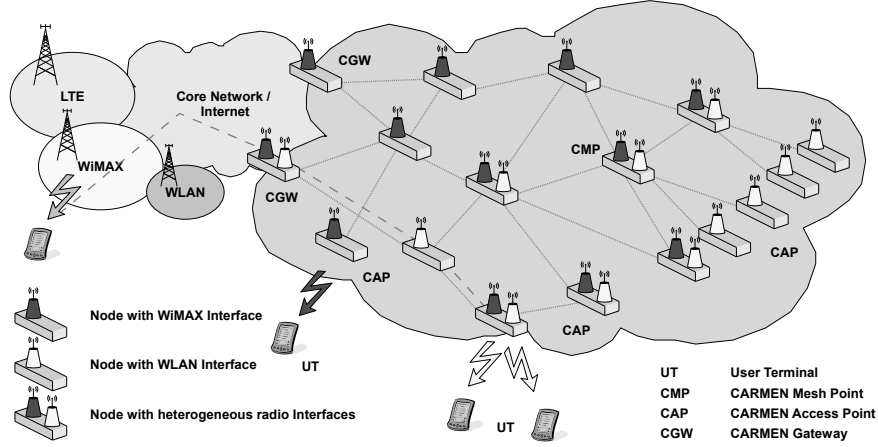 LTE
CGW
Core Network /
Internet
WiMAX
CMP
WLAN
CGW
CAP
CAP
CAP
Node with WiMAX Interface
UT
Node with WLAN Interface
Node with heterogeneous radio Interfaces
UT
UT User Terminal
CMP CARMEN Mesh Point
CAP CARMEN Access Point
CGW CARMEN Gateway